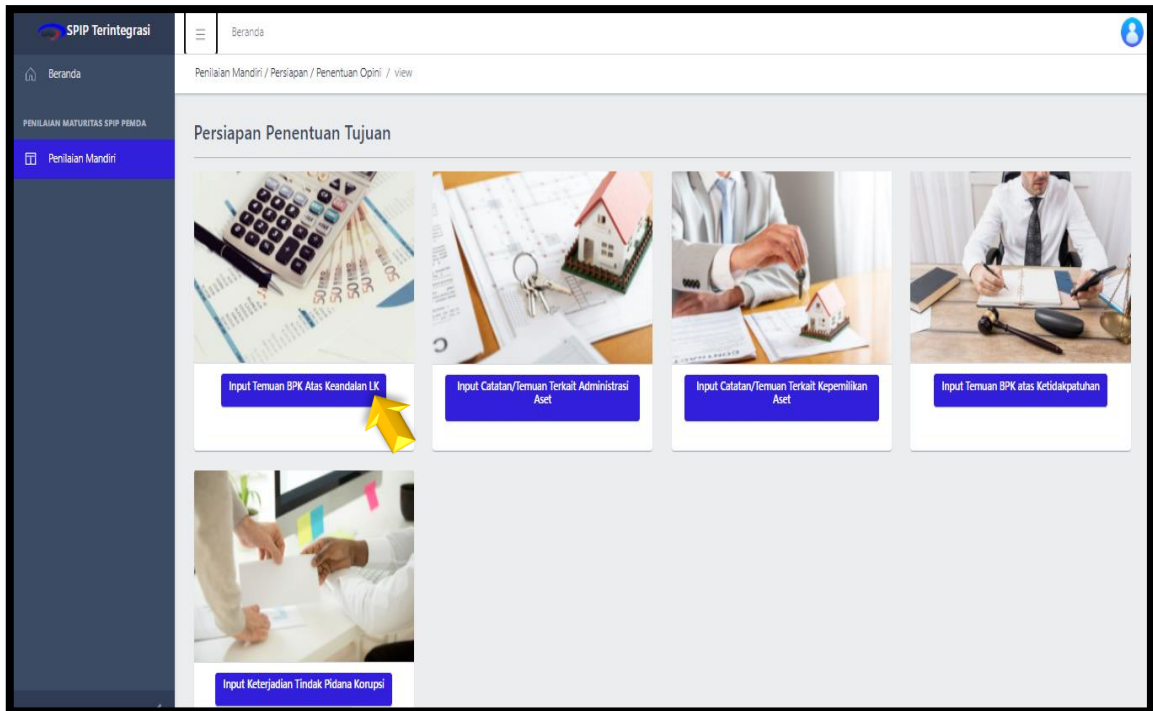 SPIP Terintegrasi
Beranda
Beranda
Penilaian Mandiri / Persiapan / Penentuan Opini / view
PENILAIAN MATURITAS SPIP PEMDA
Penilaian Mandiri
Persiapan Penentuan Tujuan
Input Temuan BPK Atas Keandalan LK
Input Catatan/Temuan Terkait Administrasi
Aset
Input Catatan/Temuan Terkait Kepemilikan
Aset
Input Temuan BPK atas Ketidakpatuhan
Input Keterjadian Tindak Pidana Korupsi